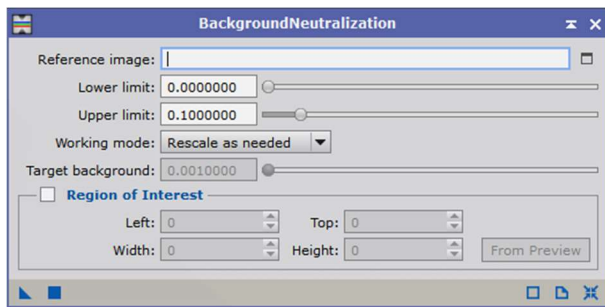 BackgroundNeutralization
Reference image:
Lower limit: 0.0000000
Upper limit: 0.1000000
Working mode: Rescale as needed
Target background: 0.0010000
Region of Interest
Left: 0 Top: 0
Width: 0 Height: 0 From Preview